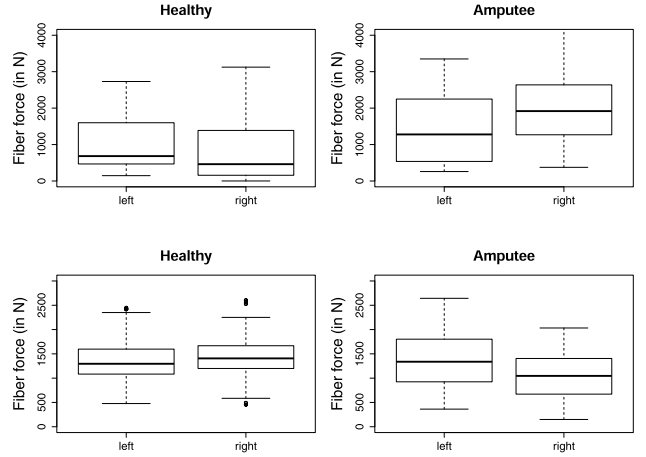 Healthy
Fiber force (in N)
4000
3000
2000
1000
0
left
right
Amputee
Fiber force (in N)
4000
3000
2000
1000
0
left
right
Healthy
Fiber force (in N)
2500
1500
500
0
left
right
Amputee
Fiber force (in N)
2500
1500
500
0
left
right